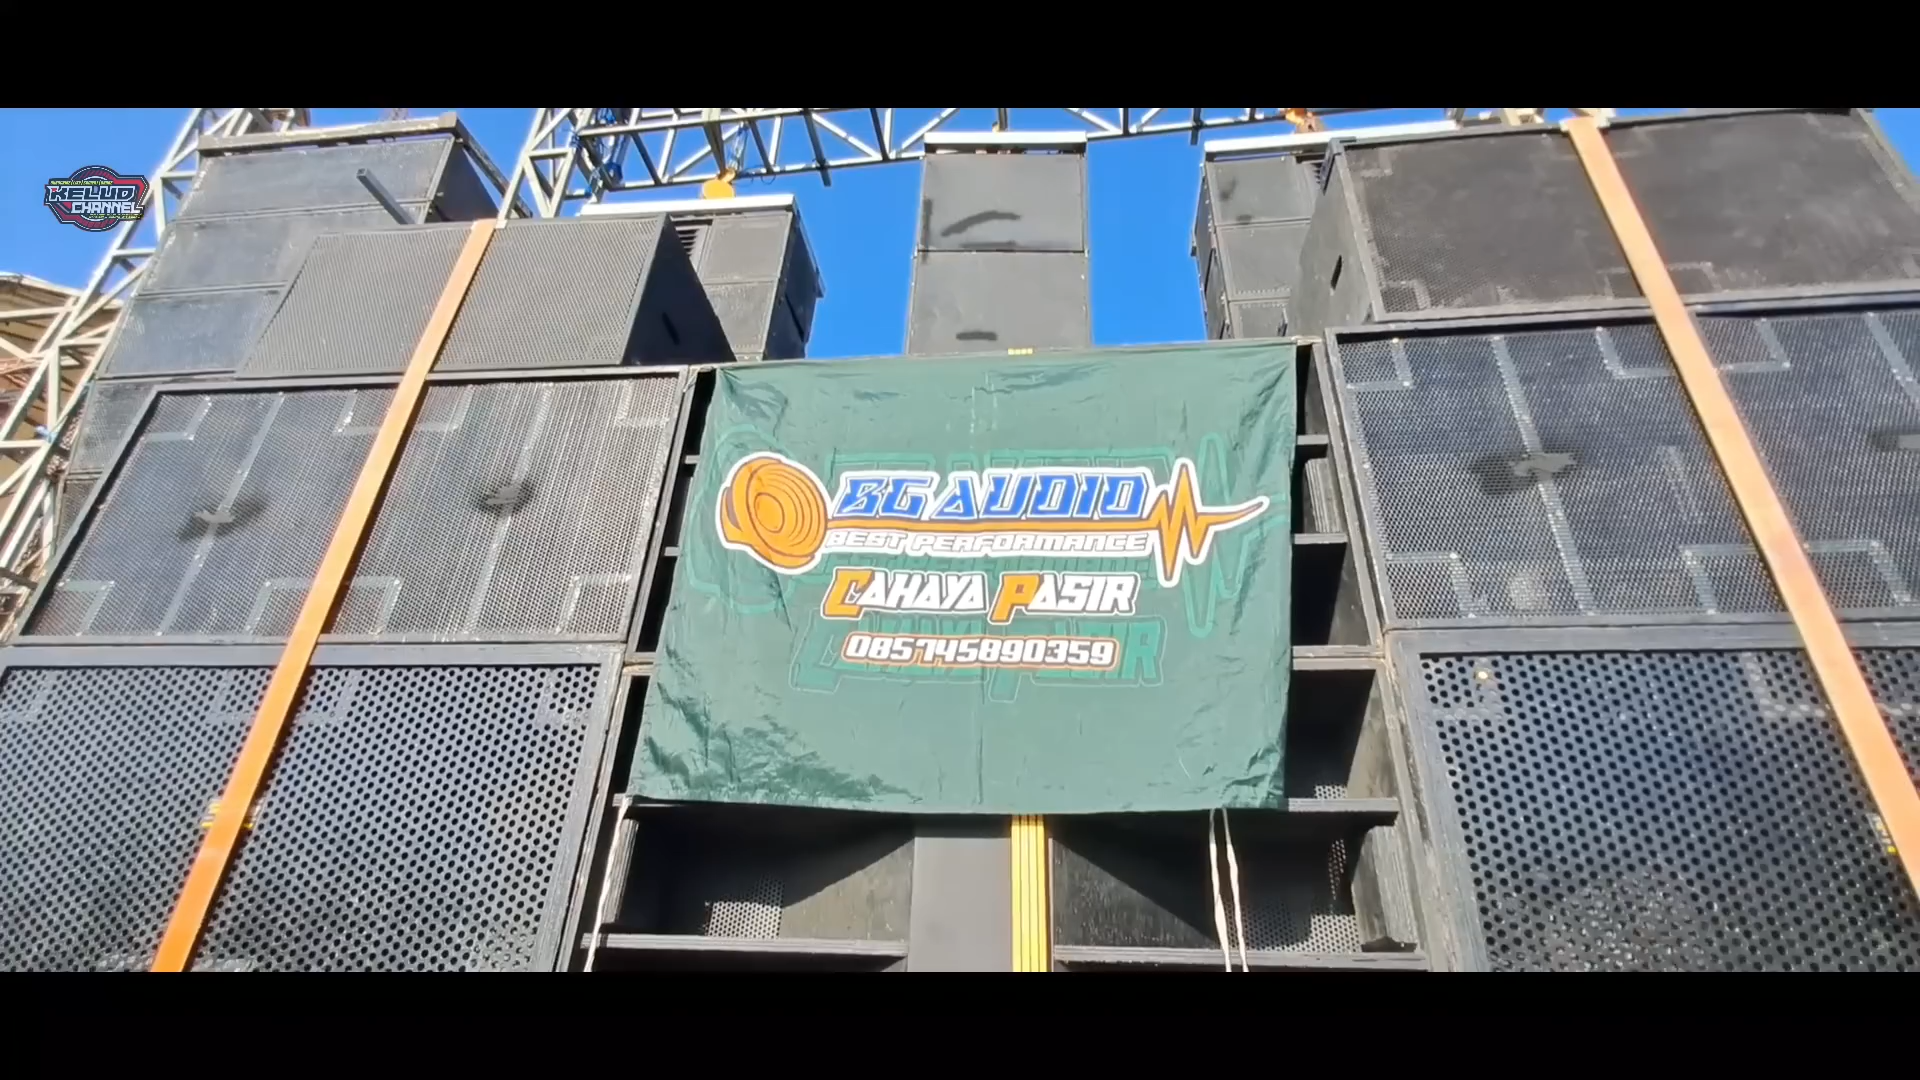 KELUD
CHANNEL
BG AUDIO
BEST PERFORMANCE
CAHAYA PASIR
085745890359